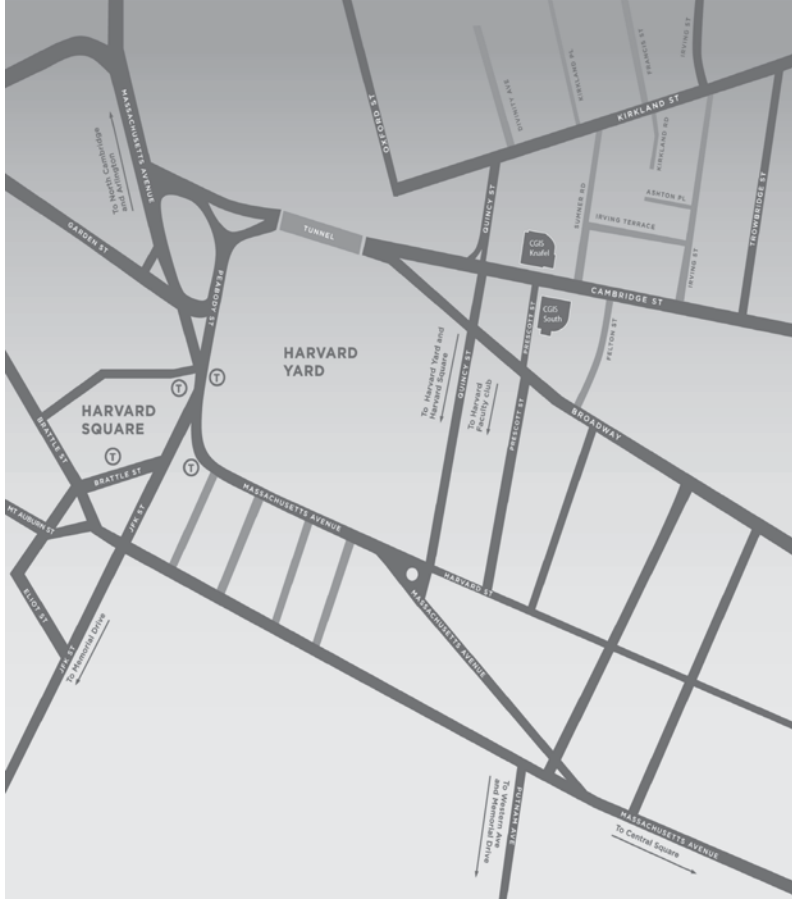 IRVING ST
FRANCIS ST
KIRKLAND PL
DIVINITY AVE
OXFORD ST
KIRKLAND ST
MASSACHUSETTS AVENUE
To North Cambridge
and Arlington
KIRKLAND RD
SUMNER RD
ASHTON PL
TROWBRIDGE ST
QUINCY ST
IRVING TERRACE
GARDEN ST
TUNNEL
CGIS
Knafel
IRVING ST
PEABODY ST
CAMBRIDGE ST
CGIS
South
PRESCOTT ST
FELTON ST
HARVARD
YARD
To Harvard Yard and
Harvard Square
QUINCY ST
To Harvard
Faculty club
PRESCOTT ST
T
T
HARVARD
SQUARE
BRATTLE ST
BROADWAY
T
T
BRATTLE ST
MASSACHUSETTS AVENUE
MT AUBURN ST
JFK ST
HARVARD ST
ELIOT ST
MASSACHUSETTS AVENUE
JFK ST
To Memorial Drive
To Western Ave
and Memorial Drive
PUTNAM AVE
MASSACHUSETTS AVENUE
To Central Square